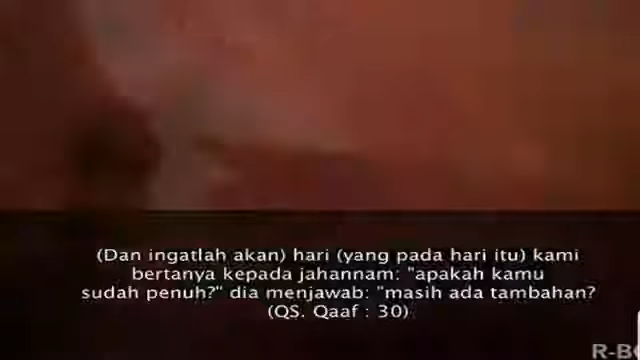 (Dan ingatlah akan) hari (yang pada hari itu) kami
bertanya kepada jahannam: "apakah kamu
sudah penuh?" dia menjawab: "masih ada tambahan?
(QS. Qaaf : 30)